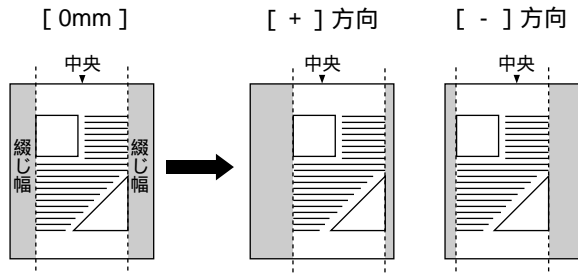 [ 0mm ]
[ + ] 方向
[ - ] 方向
中央
中央
中央
綴じ幅
綴じ幅